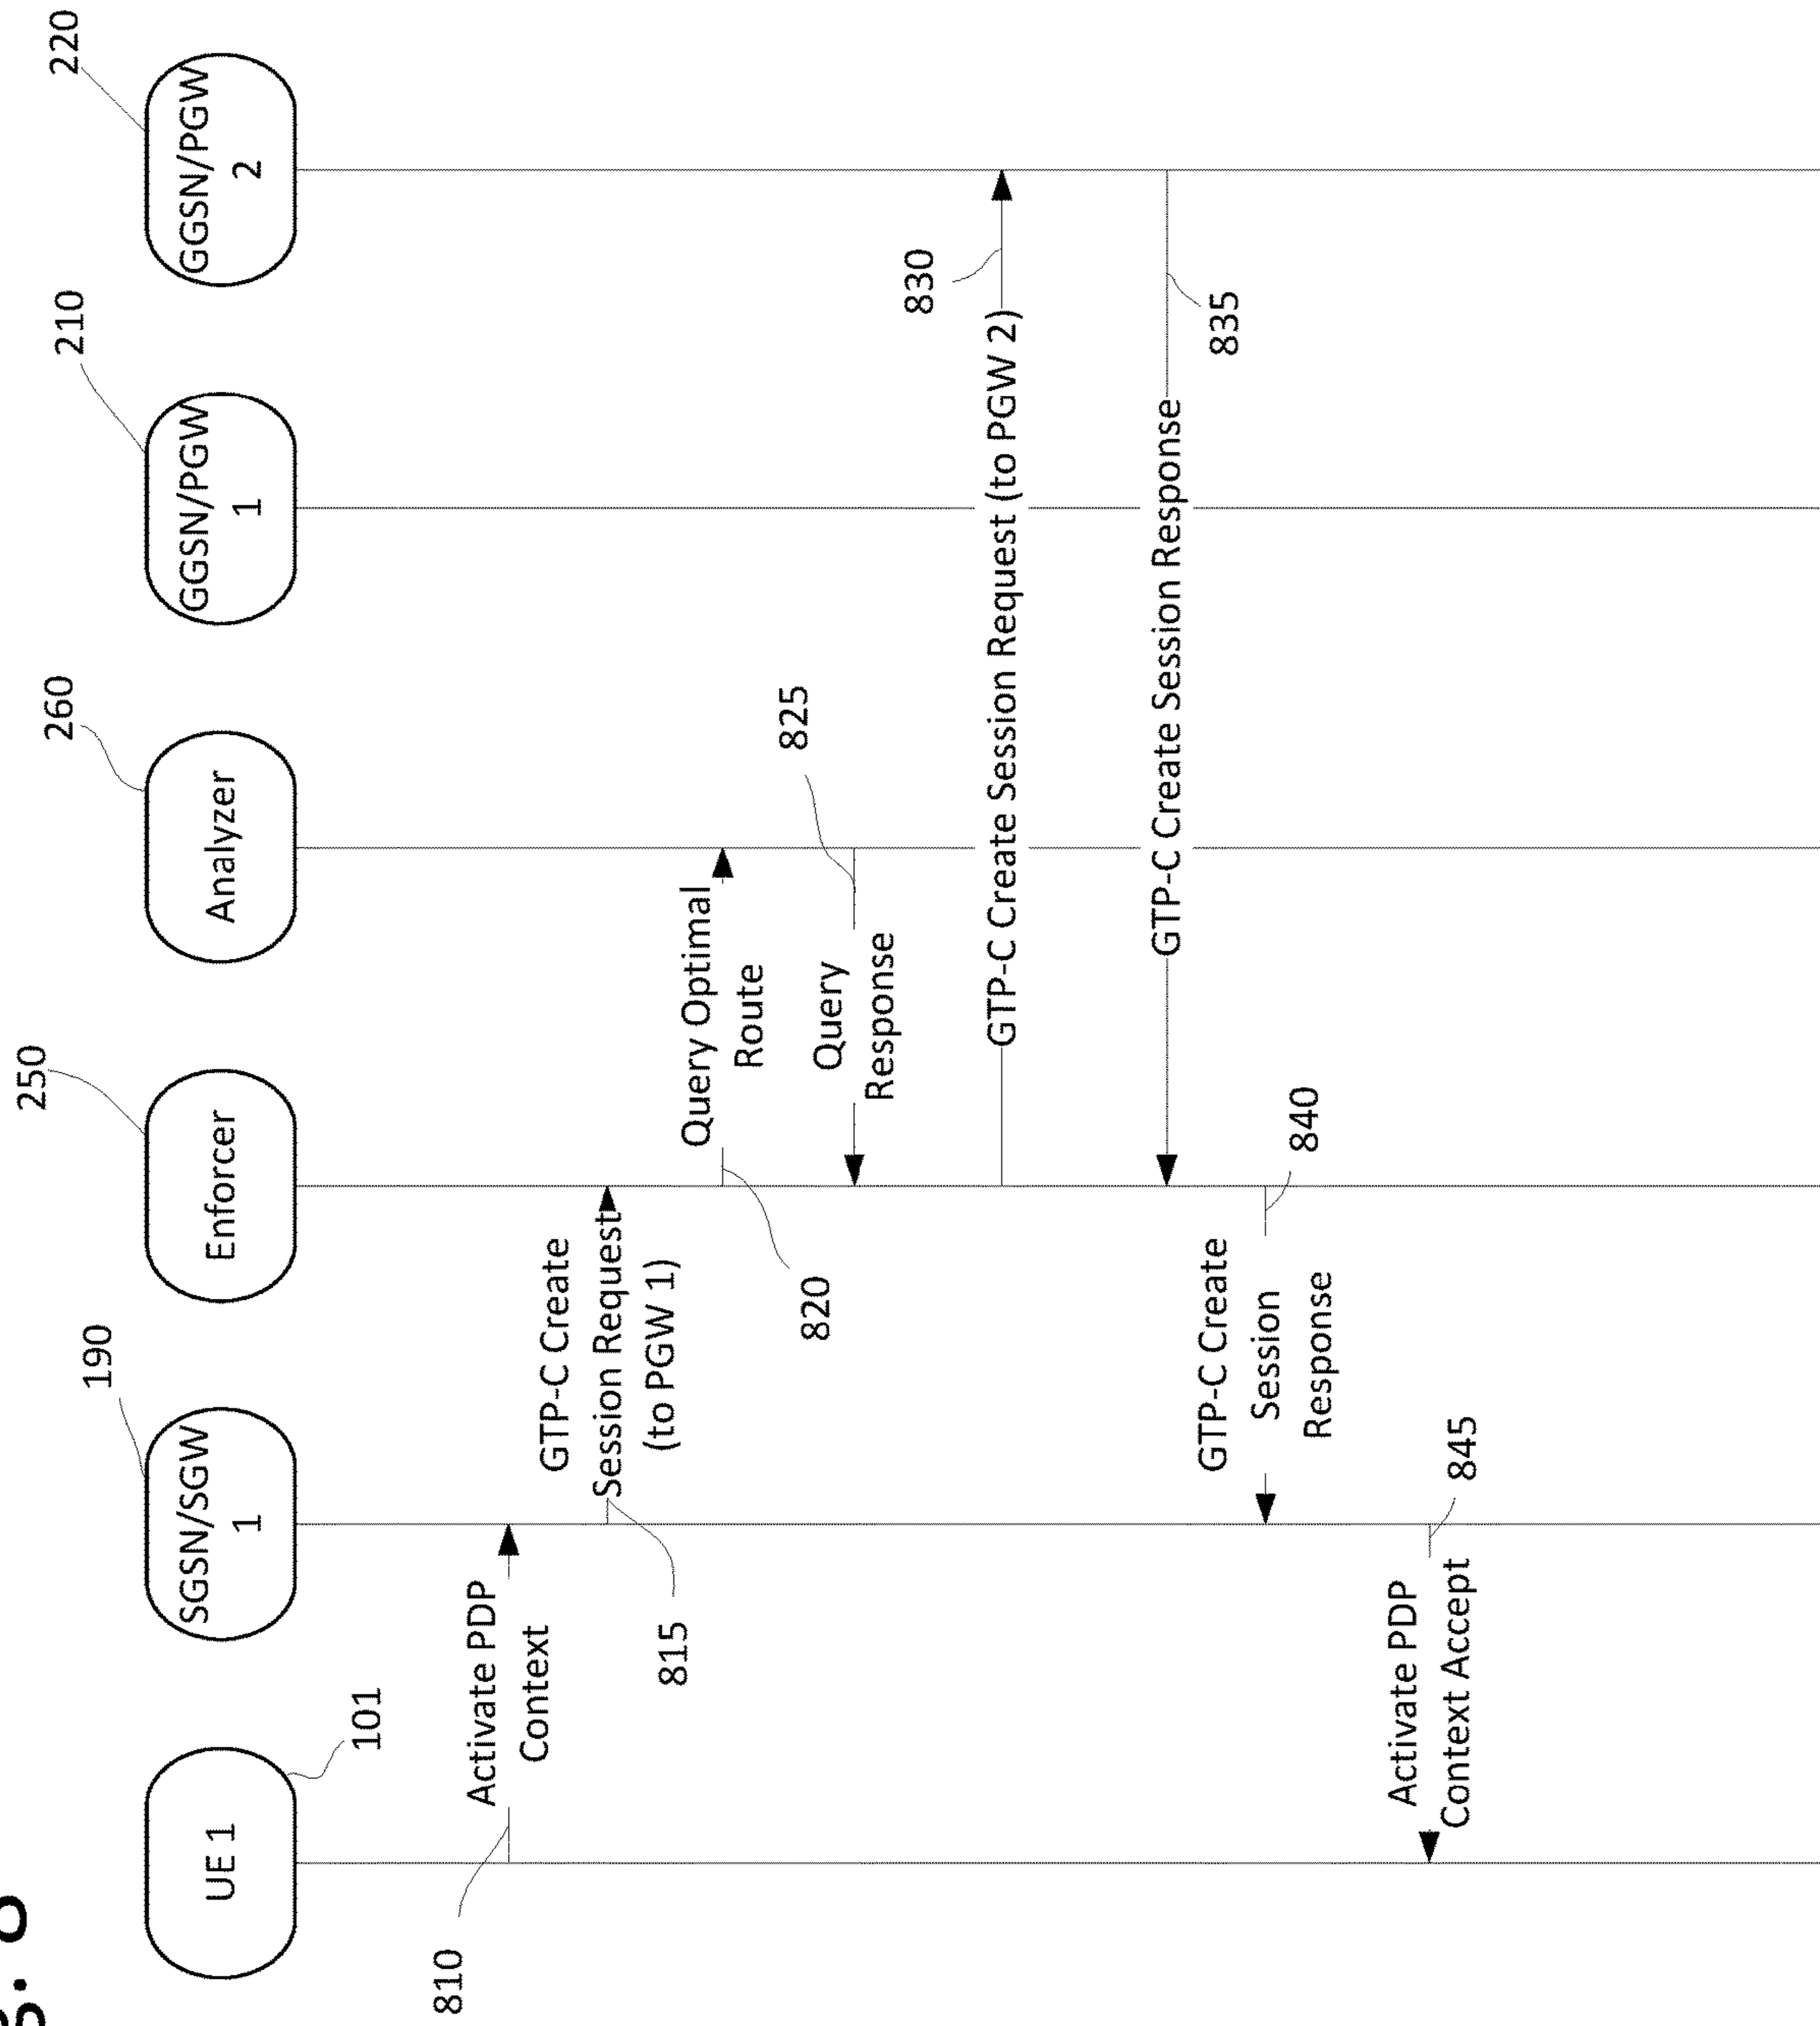 g. 8
UE 1
101
SGSN/SGW
1
190
Enforcer
250
Analyzer
260
GGSN/PGW
1
210
GGSN/PGW
2
220
810
Activate PDP
Context
GTP-C Create
Session Request
(to PGW 1)
815
Query Optimal
Route
820
Query
Response
825
GTP-C Create Session Request (to PGW 2)
830
GTP-C Create Session Response
835
GTP-C Create
Session
Response
840
Activate PDP
Context Accept
845